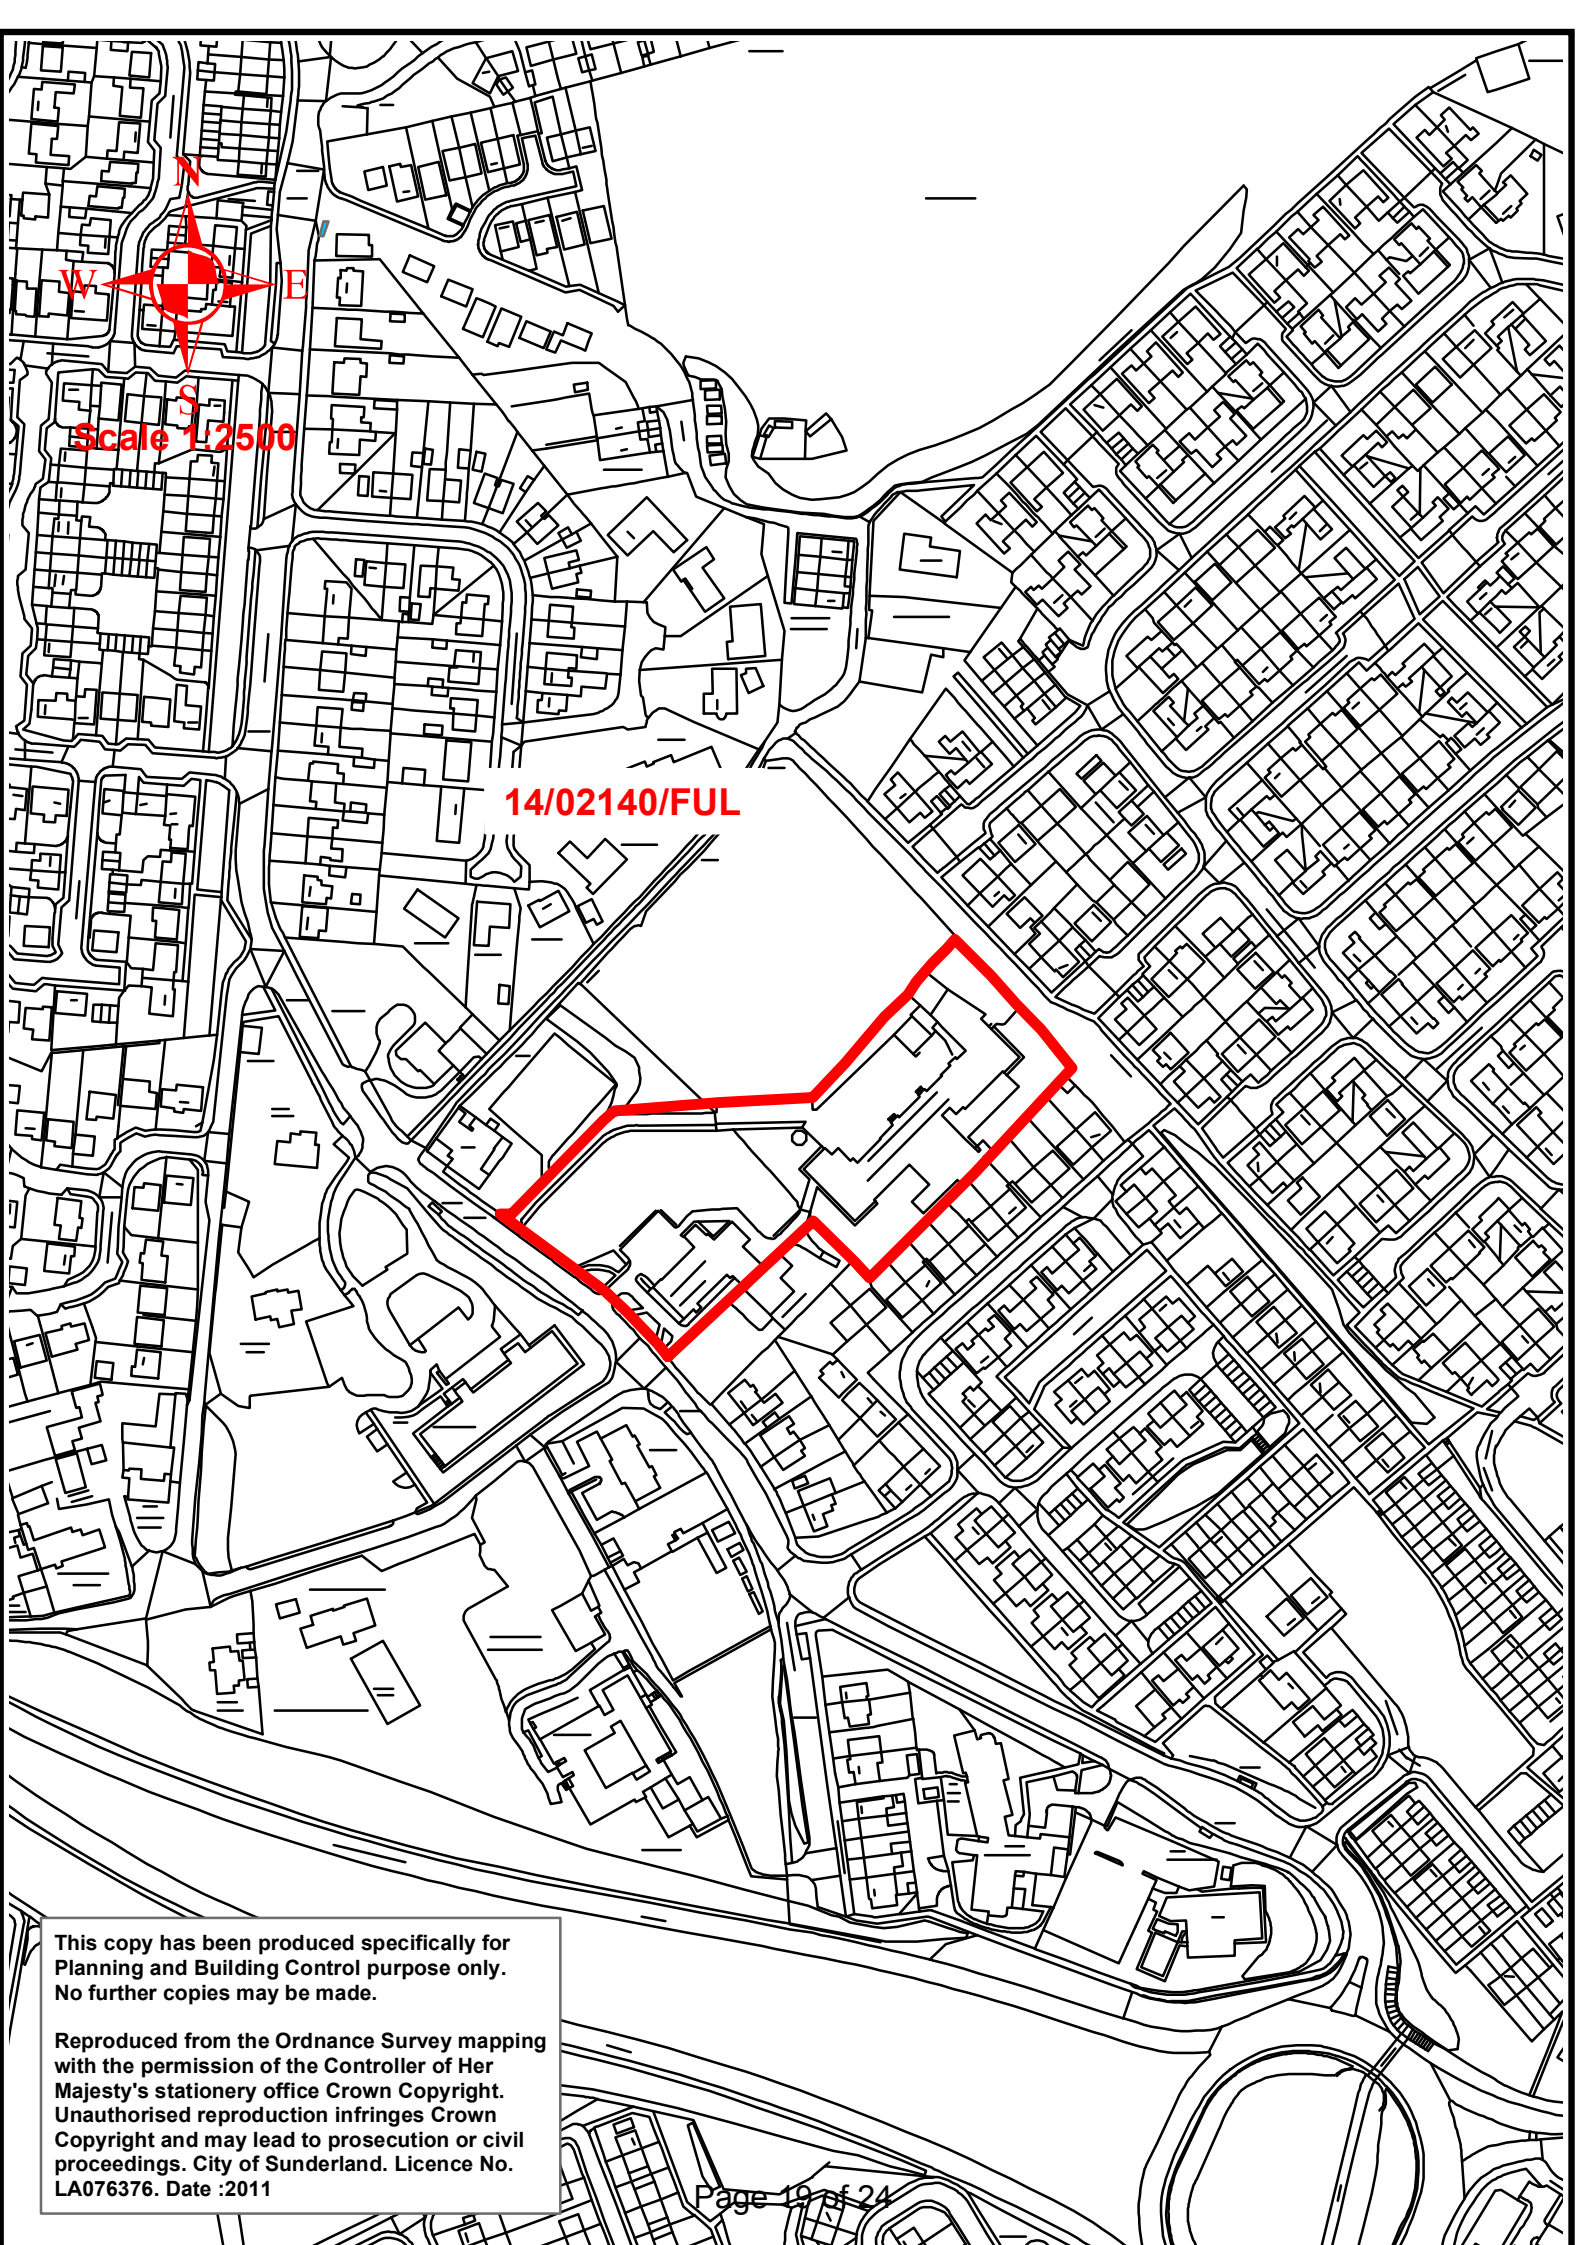 N
W E
S
Scale 1:2500
14/02140/FUL
This copy has been produced specifically for
Planning and Building Control purpose only.
No further copies may be made.
Reproduced from the Ordnance Survey mapping
with the permission of the Controller of Her
Majesty's stationery office Crown Copyright.
Unauthorised reproduction infringes Crown
Copyright and may lead to prosecution or civil
proceedings. City of Sunderland. Licence No.
LA076376. Date :2011
Page 19 of 24